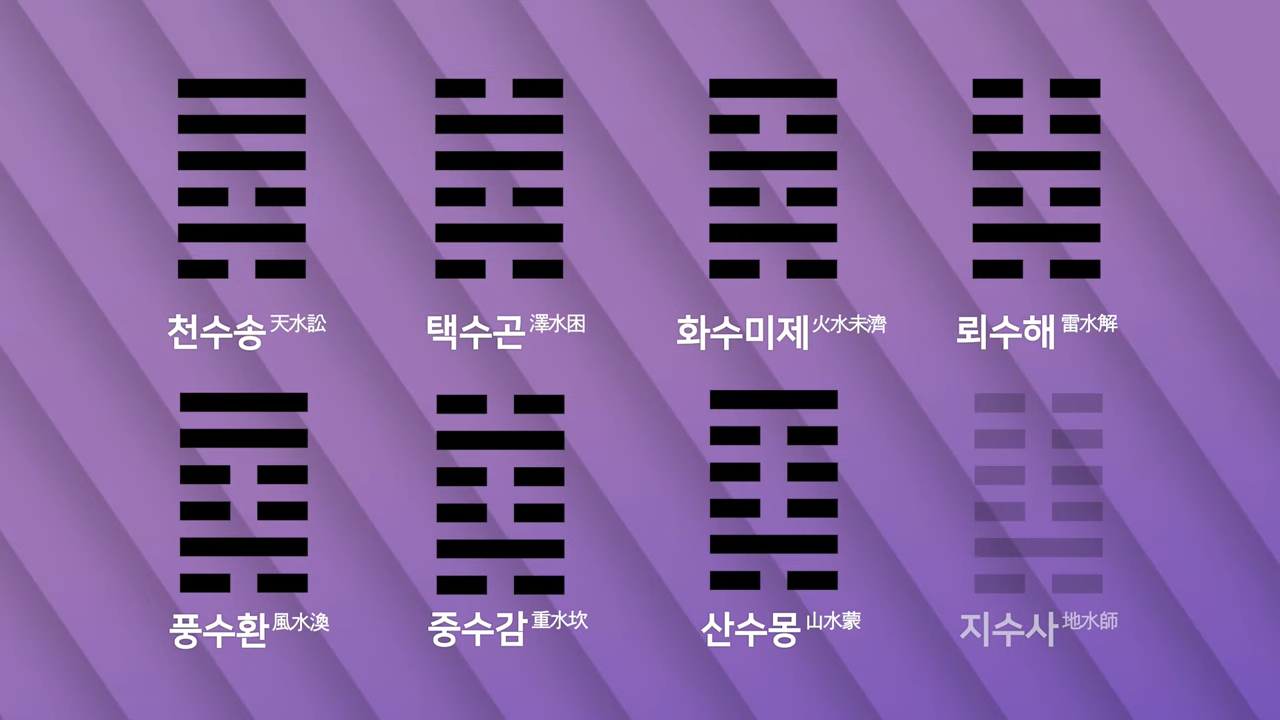 천수송 天水訟
택수곤 澤水困
화수미제 火水未濟
뢰수해 雷水解
풍수환 風水渙
중수감 重水坎
산수몽 山水蒙
지수사 地水師